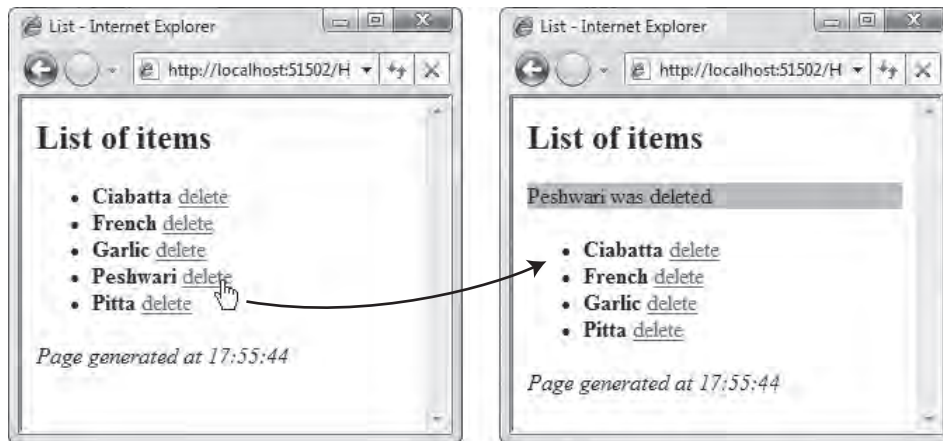 List - Internet Explorer
http://localhost:51502/H
List of items
• Ciabatta delete
• French delete
• Garlic delete
• Peshwari delete
• Pitta delete
Page generated at 17:55:44
List - Internet Explorer
http://localhost:51502/H
List of items
Peshwari was deleted
• Ciabatta delete
• French delete
• Garlic delete
• Pitta delete
Page generated at 17:55:44